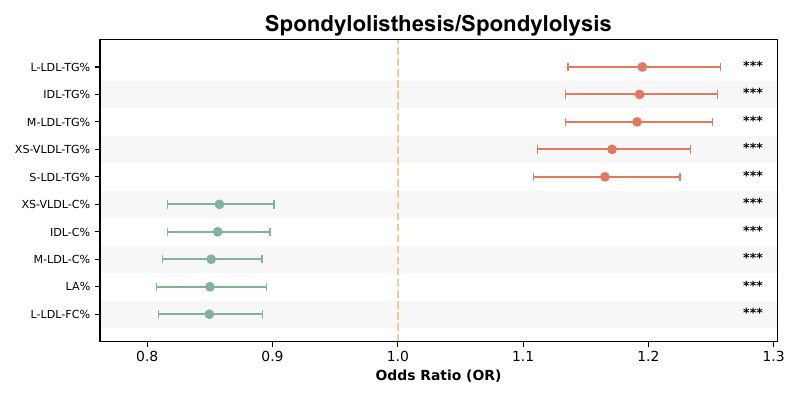 Spondylolisthesis/Spondylolysis
L-LDL-TG% ***
IDL-TG% ***
M-LDL-TG% ***
XS-VLDL-TG% ***
S-LDL-TG% ***
XS-VLDL-C% ***
IDL-C% ***
M-LDL-C% ***
LA% ***
L-LDL-FC% ***
0.8 0.9 1.0 1.1 1.2 1.3
Odds Ratio (OR)